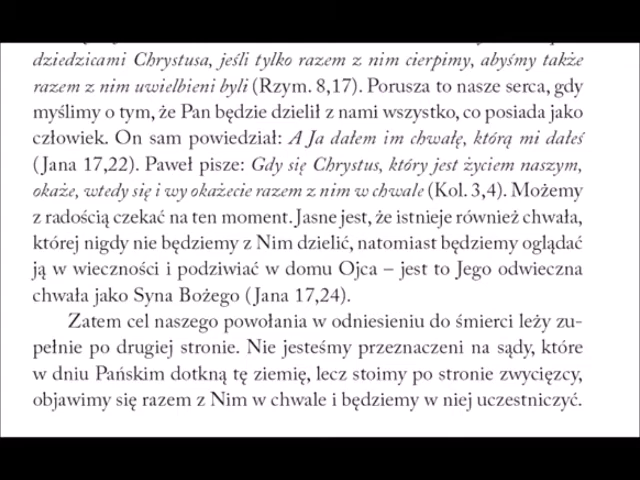 dziedzicami Chrystusa, jeśli tylko razem z nim cierpimy, abyśmy także
razem z nim uwielbieni byli (Rzym. 8,17). Porusza to nasze serca, gdy
myślimy o tym, że Pan będzie dzielił z nami wszystko, co posiada jako
człowiek. On sam powiedział: A Ja dałem im chwałę, którą mi dałeś
(Jana 17,22). Paweł pisze: Gdy się Chrystus, który jest życiem naszym,
okaże, wtedy się i wy okażecie razem z nim w chwale (Kol. 3,4). Możemy
z radością czekać na ten moment. Jasne jest, że istnieje również chwała,
której nigdy nie będziemy z Nim dzielić, natomiast będziemy oglądać
ją w wieczności i podziwiać w domu Ojca – jest to Jego odwieczna
chwała jako Syna Bożego (Jana 17,24).
Zatem cel naszego powołania w odniesieniu do śmierci leży zu-
pełnie po drugiej stronie. Nie jesteśmy przeznaczeni na sądy, które
w dniu Pańskim dotkną tę ziemię, lecz stoimy po stronie zwycięzcy,
objawimy się razem z Nim w chwale i będziemy w niej uczestniczyć.